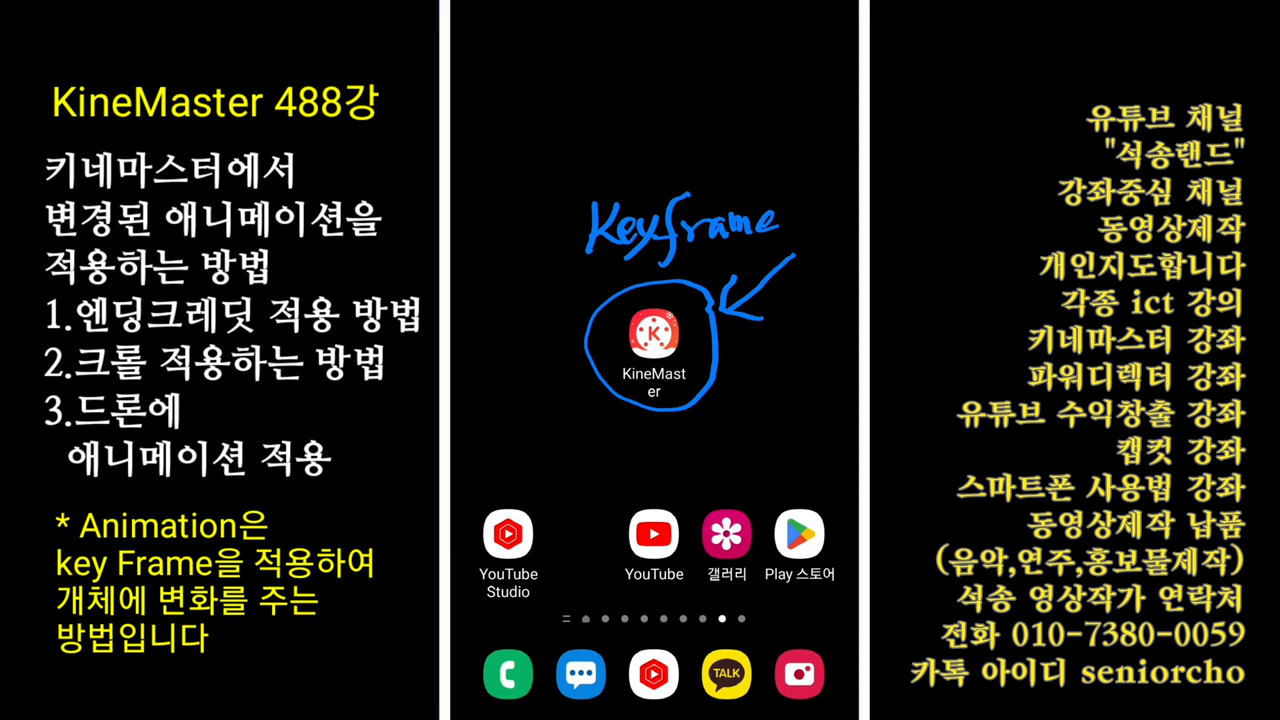 KineMaster 488강
키네마스터에서
변경된 애니메이션을
적용하는 방법
1.엔딩크레딧 적용 방법
2.크롤 적용하는 방법
3.드론에
애니메이션 적용
* Animation은
key Frame을 적용하여
개체에 변화를 주는
방법입니다
Keyframe
K
KineMast
er
YouTube
Studio
YouTube
갤러리
Play 스토어
TALK
유튜브 채널
"석송랜드"
강좌중심 채널
동영상제작
개인지도합니다
각종 ict 강의
키네마스터 강좌
파워디렉터 강좌
유튜브 수익창출 강좌
캡컷 강좌
스마트폰 사용법 강좌
동영상제작 납품
(음악,연주,홍보물제작)
석송 영상작가 연락처
전화 010-7380-0059
카톡 아이디 seniorcho